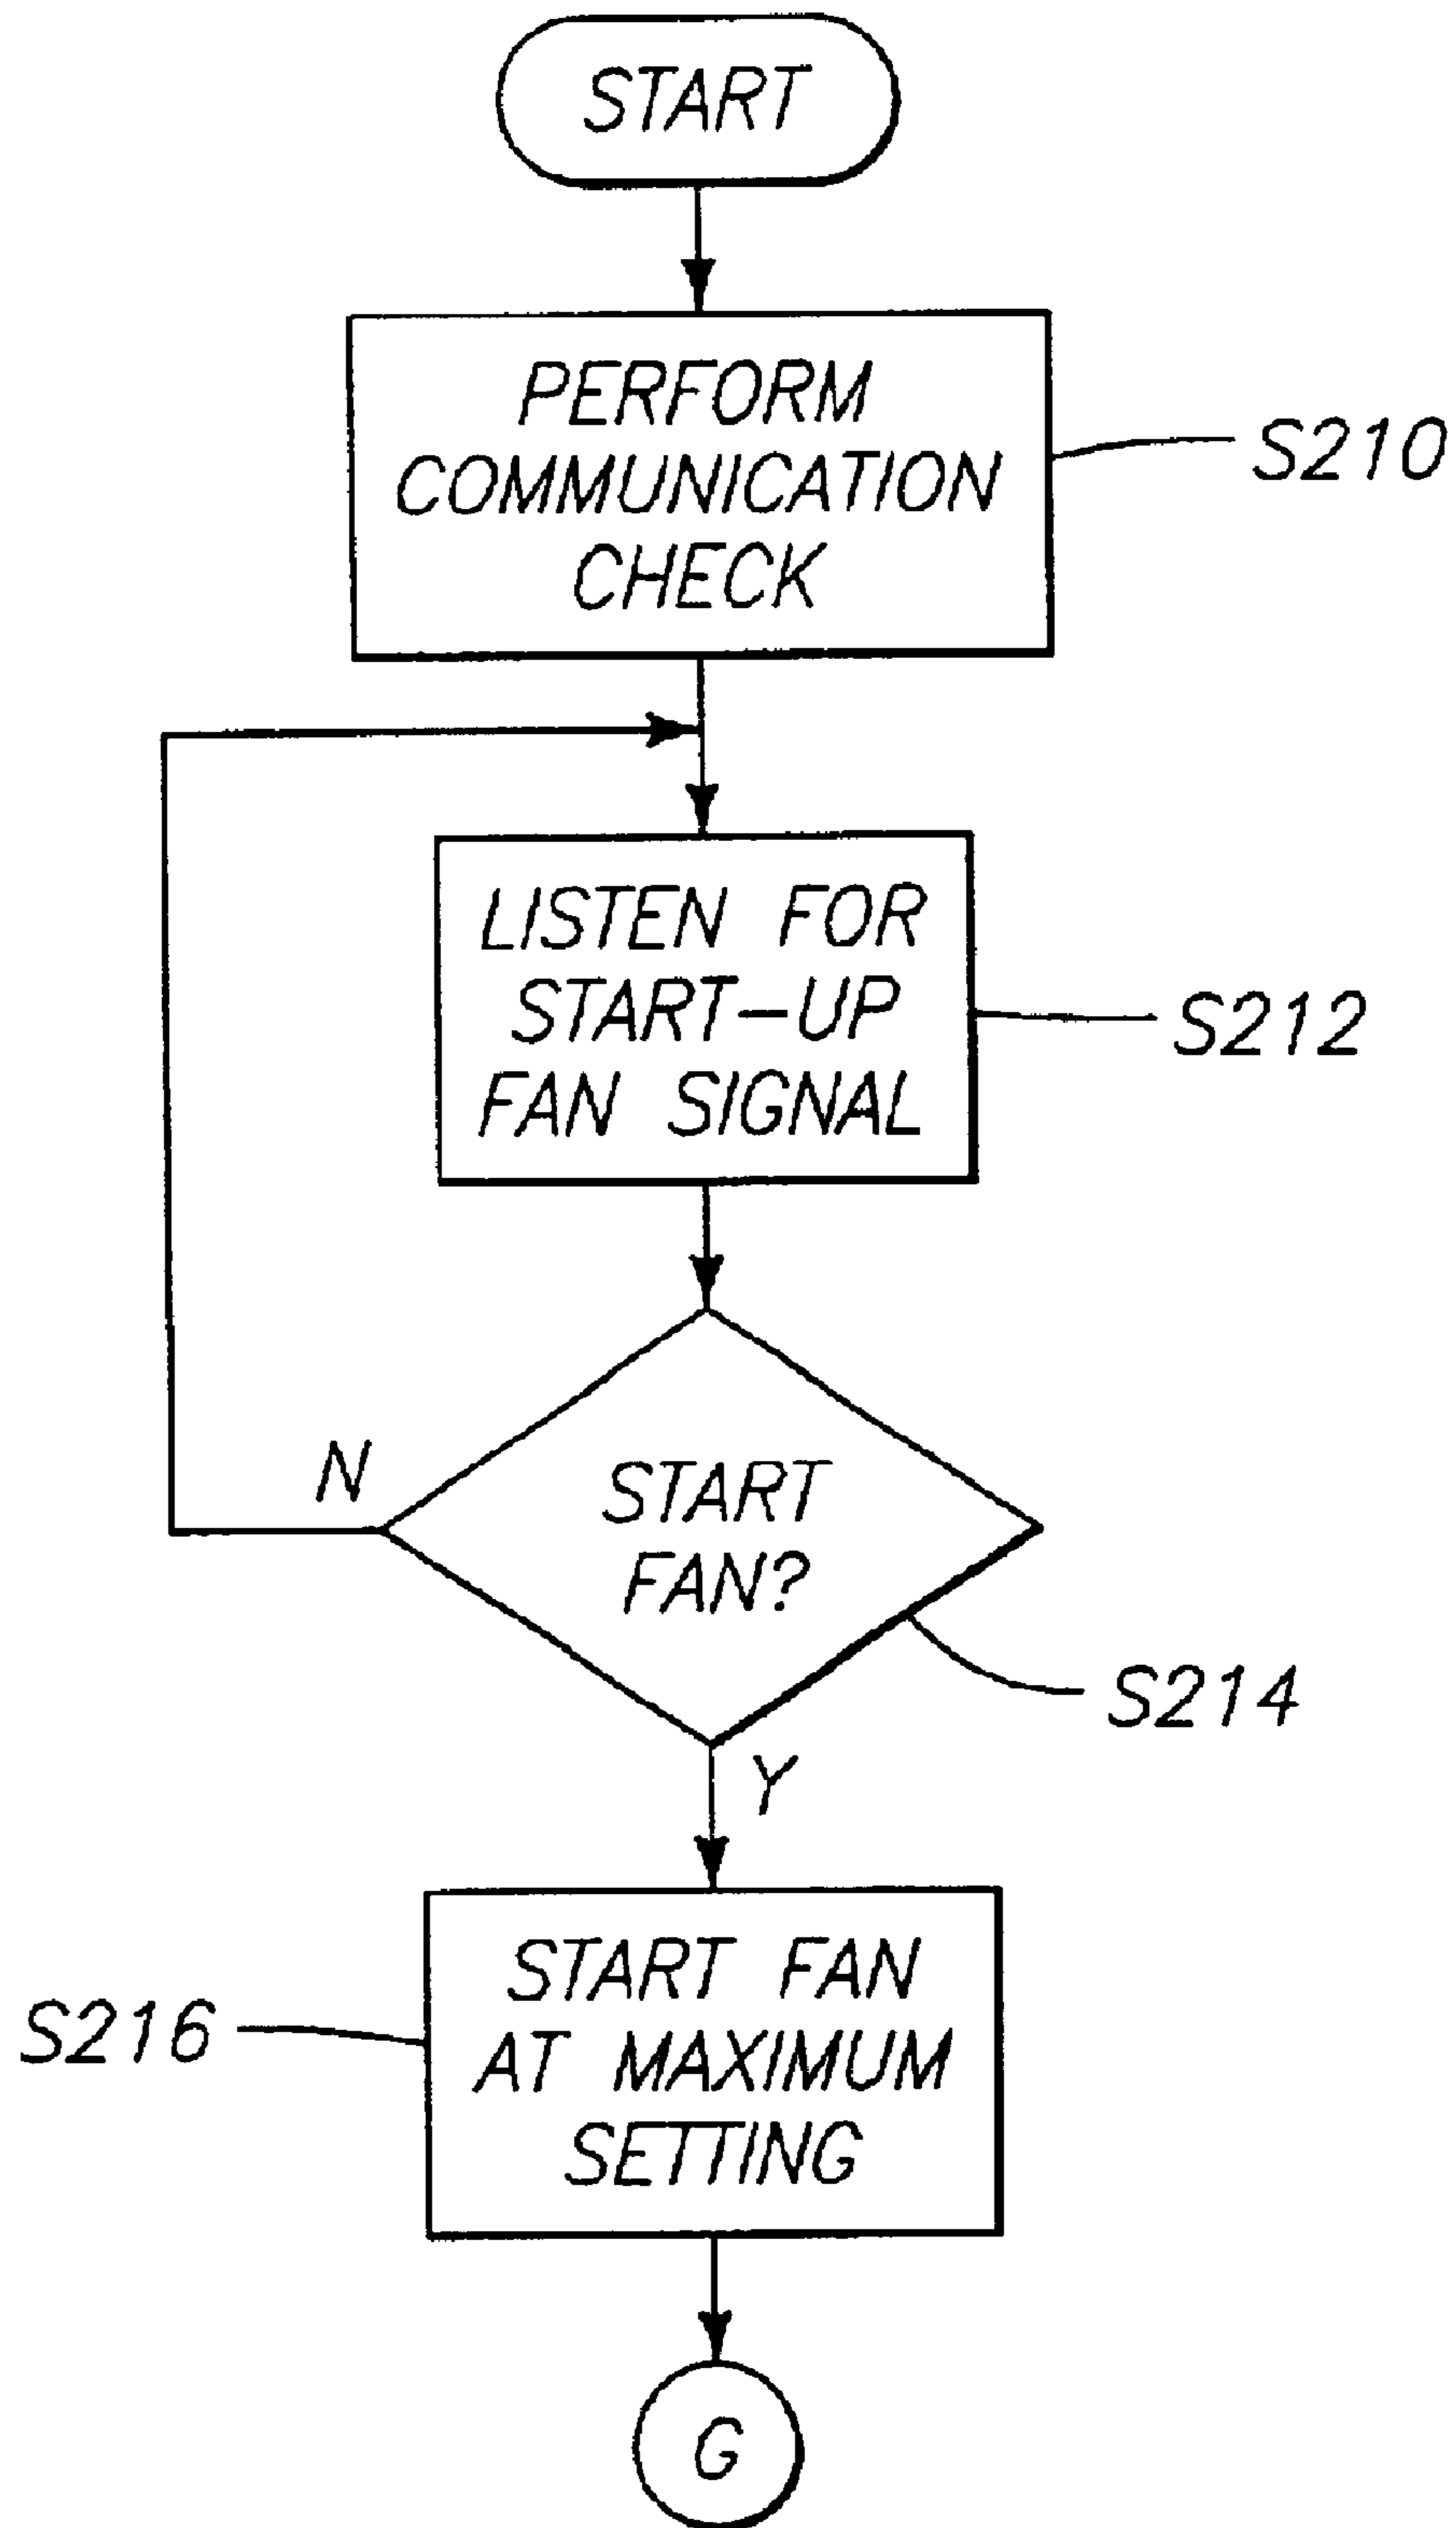 START
PERFORM
COMMUNICATION
CHECK
S210
LISTEN FOR
START-UP
FAN SIGNAL
S212
N
START
FAN?
S214
Y
START FAN
AT MAXIMUM
SETTING
S216
G